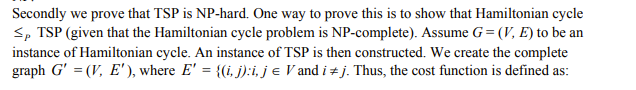 Secondly we prove that TSP is NP-hard. One way to prove this is to show that Hamiltonian cycle
≤p TSP (given that the Hamiltonian cycle problem is NP-complete). Assume G = (V, E) to be an
instance of Hamiltonian cycle. An instance of TSP is then constructed. We create the complete
graph G′ = (V, E′), where E′ = {(i, j):i, j ∈ V and i ≠ j. Thus, the cost function is defined as: